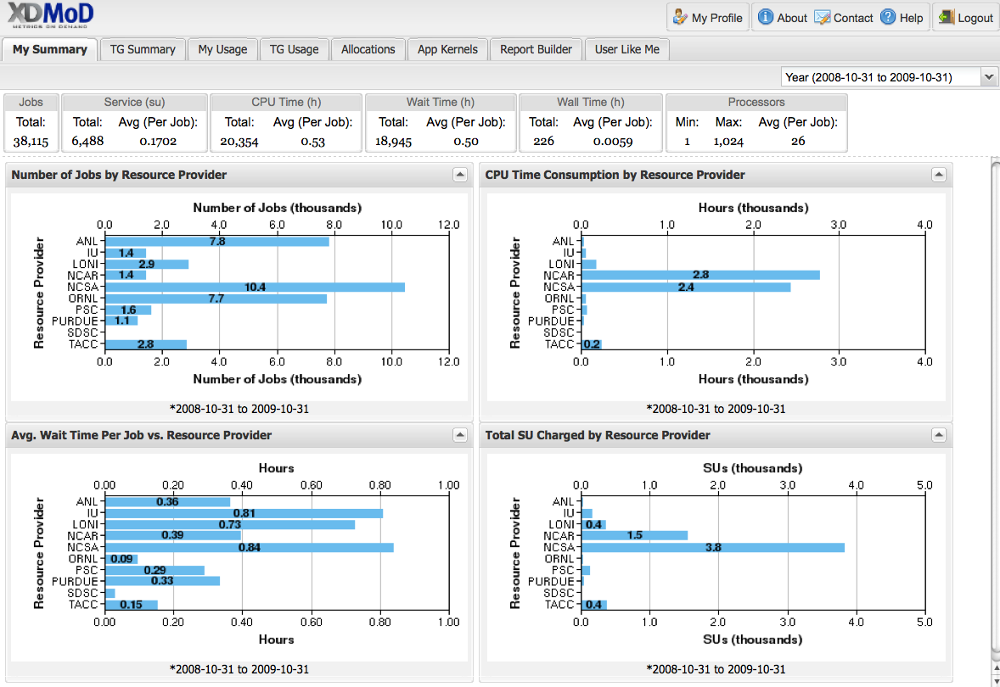 XDMoD
METRICS ON DEMAND
My Profile About Contact Help Logout
My Summary TG Summary My Usage TG Usage Allocations App Kernels Report Builder User Like Me
Year (2008-10-31 to 2009-10-31)
Jobs Service (su) CPU Time (h) Wait Time (h) Wall Time (h) Processors
Total: Total: Avg (Per Job): Total: Avg (Per Job): Total: Avg (Per Job): Total: Avg (Per Job): Min: Max: Avg (Per Job):
38,115 6,488 0.1702 20,354 0.53 18,945 0.50 226 0.0059 1 1,024 26
Number of Jobs by Resource Provider
Number of Jobs (thousands)
0.0 2.0 4.0 6.0 8.0 10.0 12.0
Resource Provider
ANL 7.8
IU 1.4
LONI 2.9
NCAR 1.4
NCSA 10.4
ORNL 7.7
PSC 1.6
PURDUE 1.1
SDSC
TACC 2.8
0.0 2.0 4.0 6.0 8.0 10.0 12.0
Number of Jobs (thousands)
*2008-10-31 to 2009-10-31
CPU Time Consumption by Resource Provider
Hours (thousands)
0.0 1.0 2.0 3.0 4.0
Resource Provider
ANL
IU
LONI
NCAR 2.8
NCSA 2.4
ORNL
PSC
PURDUE
SDSC
TACC 0.2
0.0 1.0 2.0 3.0 4.0
Hours (thousands)
*2008-10-31 to 2009-10-31
Avg. Wait Time Per Job vs. Resource Provider
Hours
0.00 0.20 0.40 0.60 0.80 1.00
Resource Provider
ANL 0.36
IU 0.81
LONI 0.73
NCAR 0.39
NCSA 0.84
ORNL 0.09
PSC 0.29
PURDUE 0.33
SDSC
TACC 0.15
0.00 0.20 0.40 0.60 0.80 1.00
Hours
*2008-10-31 to 2009-10-31
Total SU Charged by Resource Provider
SUs (thousands)
0.0 1.0 2.0 3.0 4.0 5.0
Resource Provider
ANL
IU
LONI 0.4
NCAR 1.5
NCSA 3.8
ORNL
PSC
PURDUE
SDSC
TACC 0.4
0.0 1.0 2.0 3.0 4.0 5.0
SUs (thousands)
*2008-10-31 to 2009-10-31